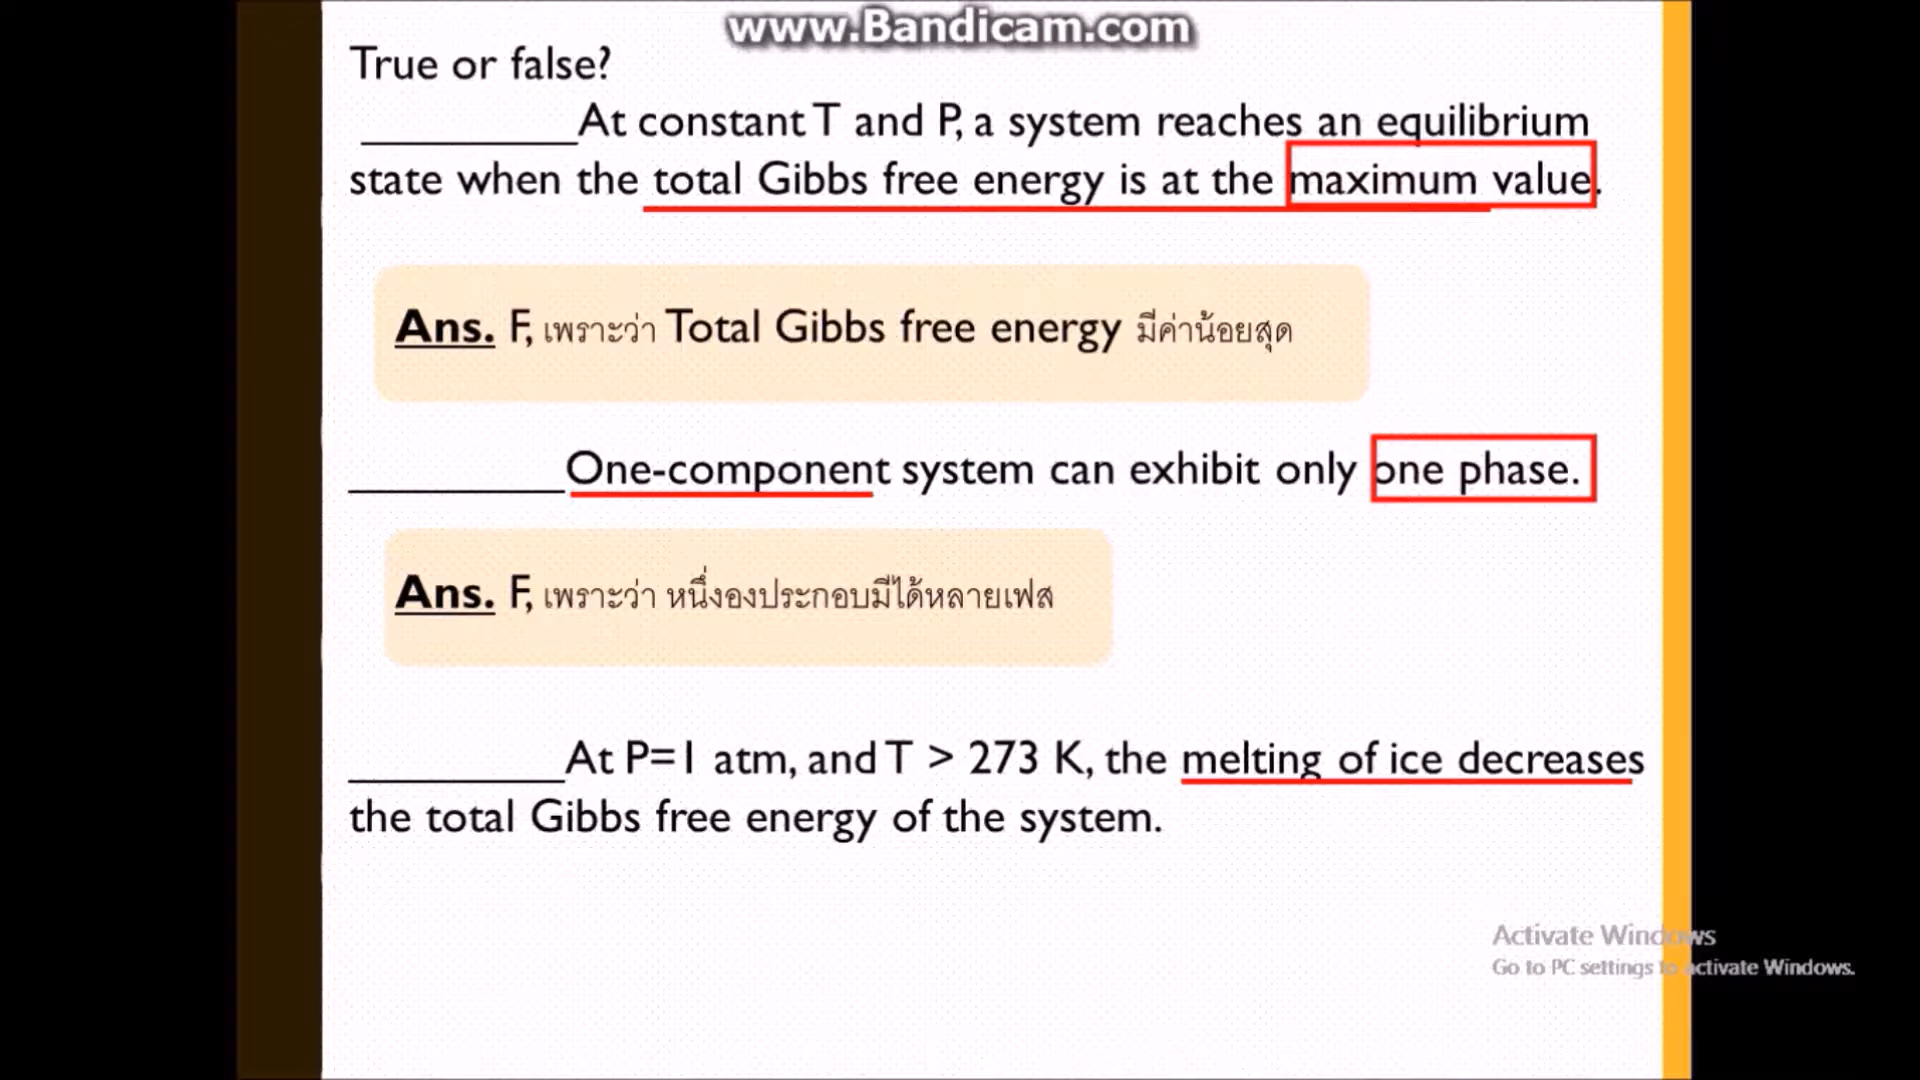 www.Bandicam.com
True or false?
_________At constant T and P, a system reaches an equilibrium
state when the total Gibbs free energy is at the maximum value.
Ans. F, เพราะว่า Total Gibbs free energy มีค่าน้อยสุด
_________One-component system can exhibit only one phase.
Ans. F, เพราะว่า หนึ่งองประกอบมีได้หลายเฟส
_________At P=1 atm, and T > 273 K, the melting of ice decreases
the total Gibbs free energy of the system.
Activate Windows
Go to PC settings to activate Windows.